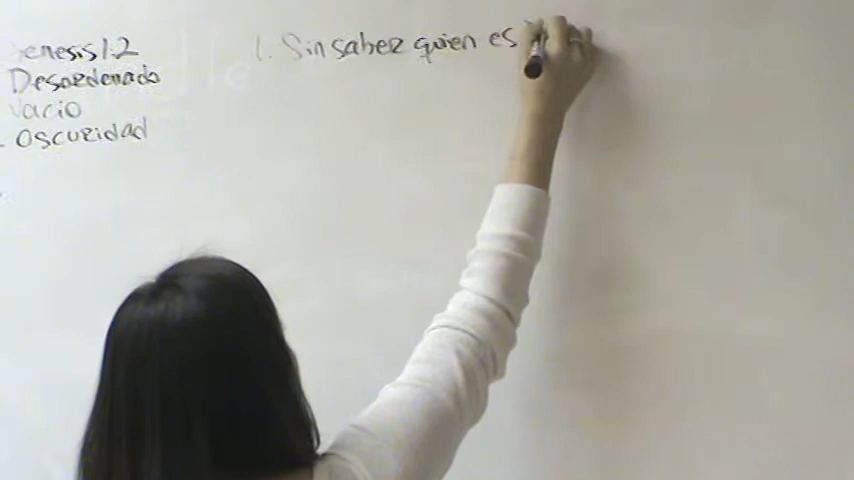 Genesis 1:2
Desordenado
Vacio
- oscuridad
1. Sin saber quien es